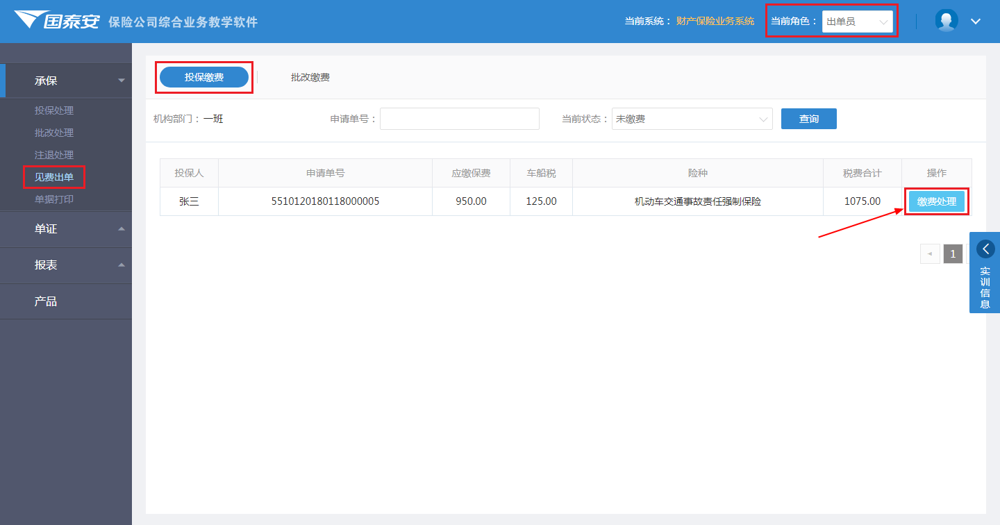 国泰安 保险公司综合业务教学软件
当前系统： 财产保险业务系统 当前角色： 出单员
承保
投保处理
批改处理
注退处理
见费出单
单据打印
单证
报表
产品
投保缴费 批改缴费
机构部门： 一班 申请单号： 当前状态： 未缴费 查询
投保人 申请单号 应缴保费 车船税 险种 税费合计 操作
张三 5510120180118000005 950.00 125.00 机动车交通事故责任强制保险 1075.00 缴费处理
1
实训信息